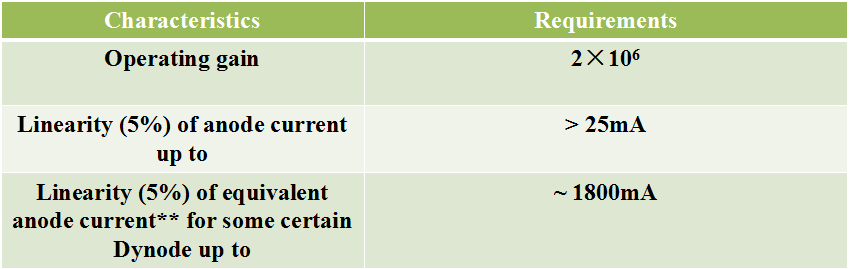 Characteristics
Requirements
Operating gain
2×10⁶
Linearity (5%) of anode current
up to
> 25mA
Linearity (5%) of equivalent
anode current** for some certain
Dynode up to
~ 1800mA